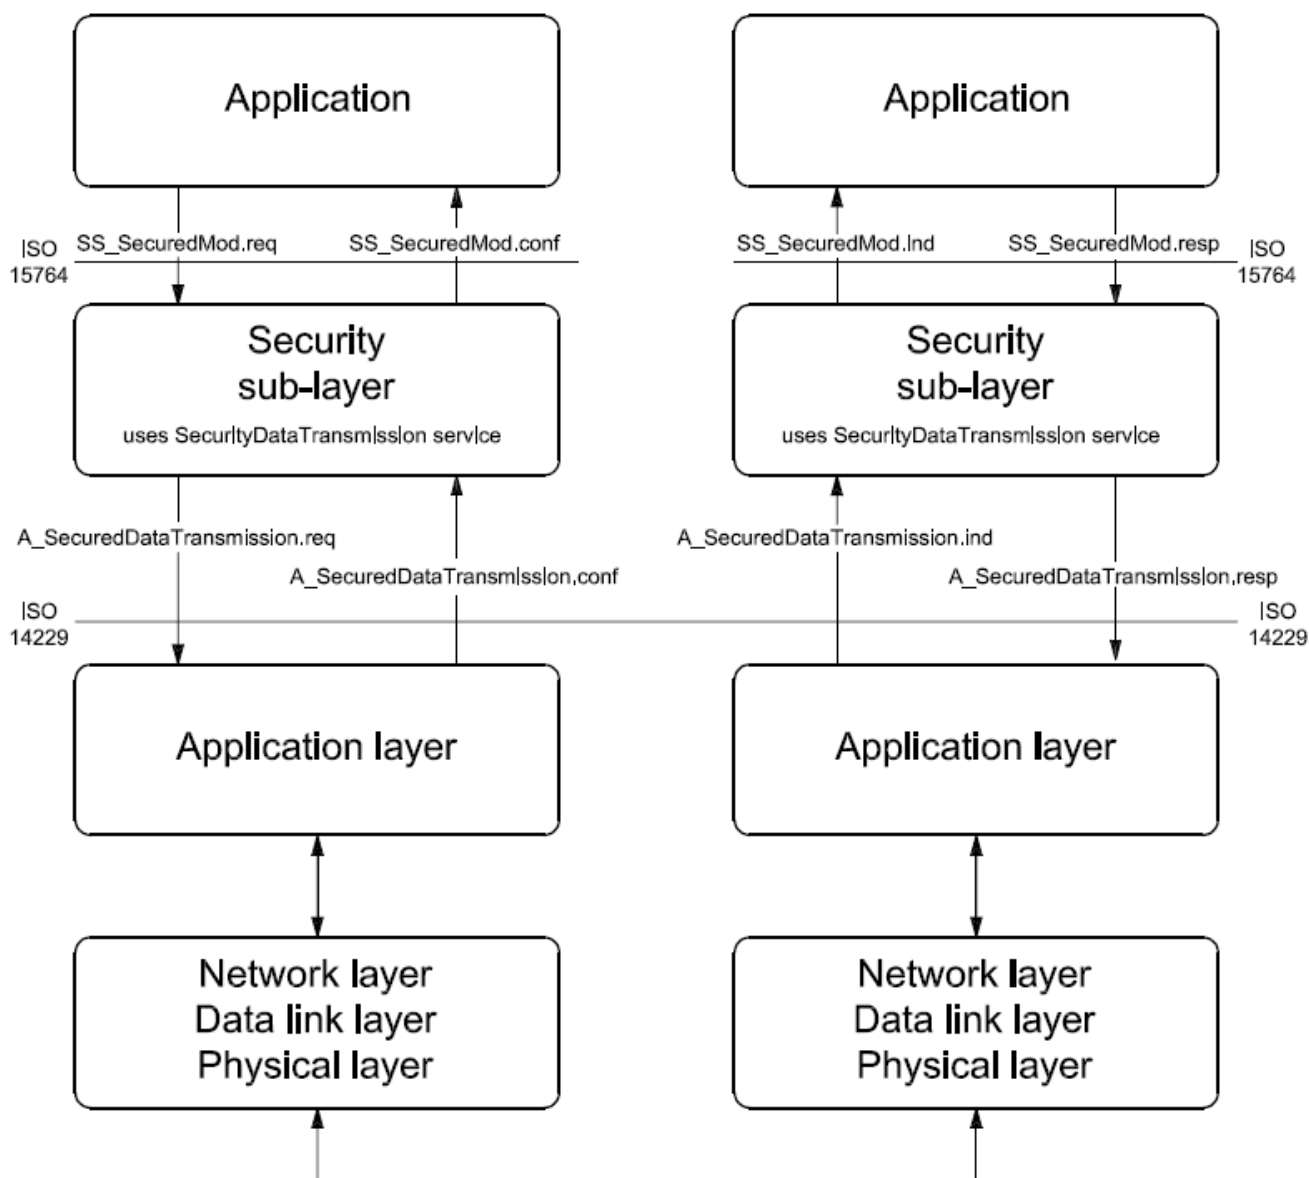 Application
Application
SS_SecuredMod.req
SS_SecuredMod.conf
SS_SecuredMod.Ind
SS_SecuredMod.resp
ISO
15764
ISO
15764
Security
sub-layer
uses SecurityDataTransmission service
Security
sub-layer
uses SecurityDataTransmission service
A_SecuredDataTransmission.req
A_SecuredDataTransmission.conf
A_SecuredDataTransmission.ind
A_SecuredDataTransmission.resp
ISO
14229
ISO
14229
Application layer
Application layer
Network layer
Data link layer
Physical layer
Network layer
Data link layer
Physical layer